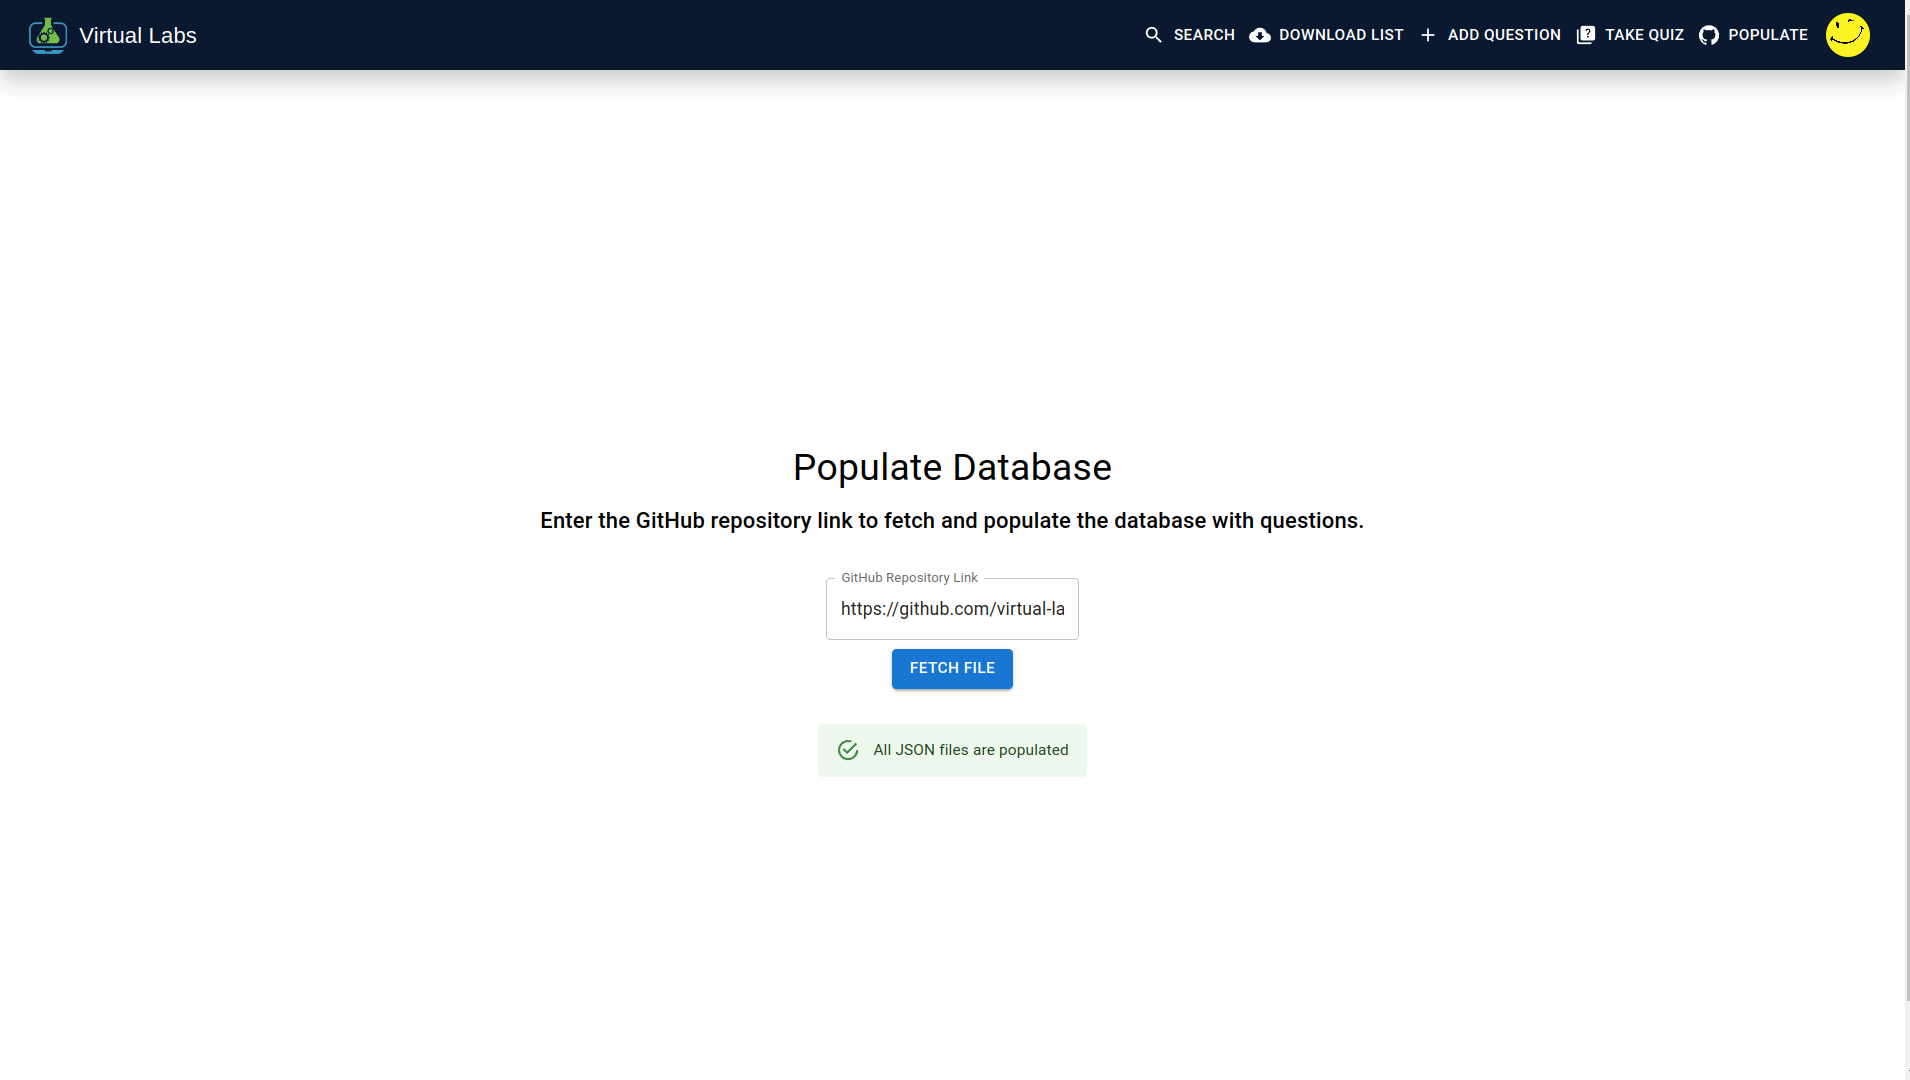 Virtual Labs
SEARCH
DOWNLOAD LIST
ADD QUESTION
TAKE QUIZ
POPULATE
Populate Database
Enter the GitHub repository link to fetch and populate the database with questions.
GitHub Repository Link
https://github.com/virtual-la
FETCH FILE
All JSON files are populated